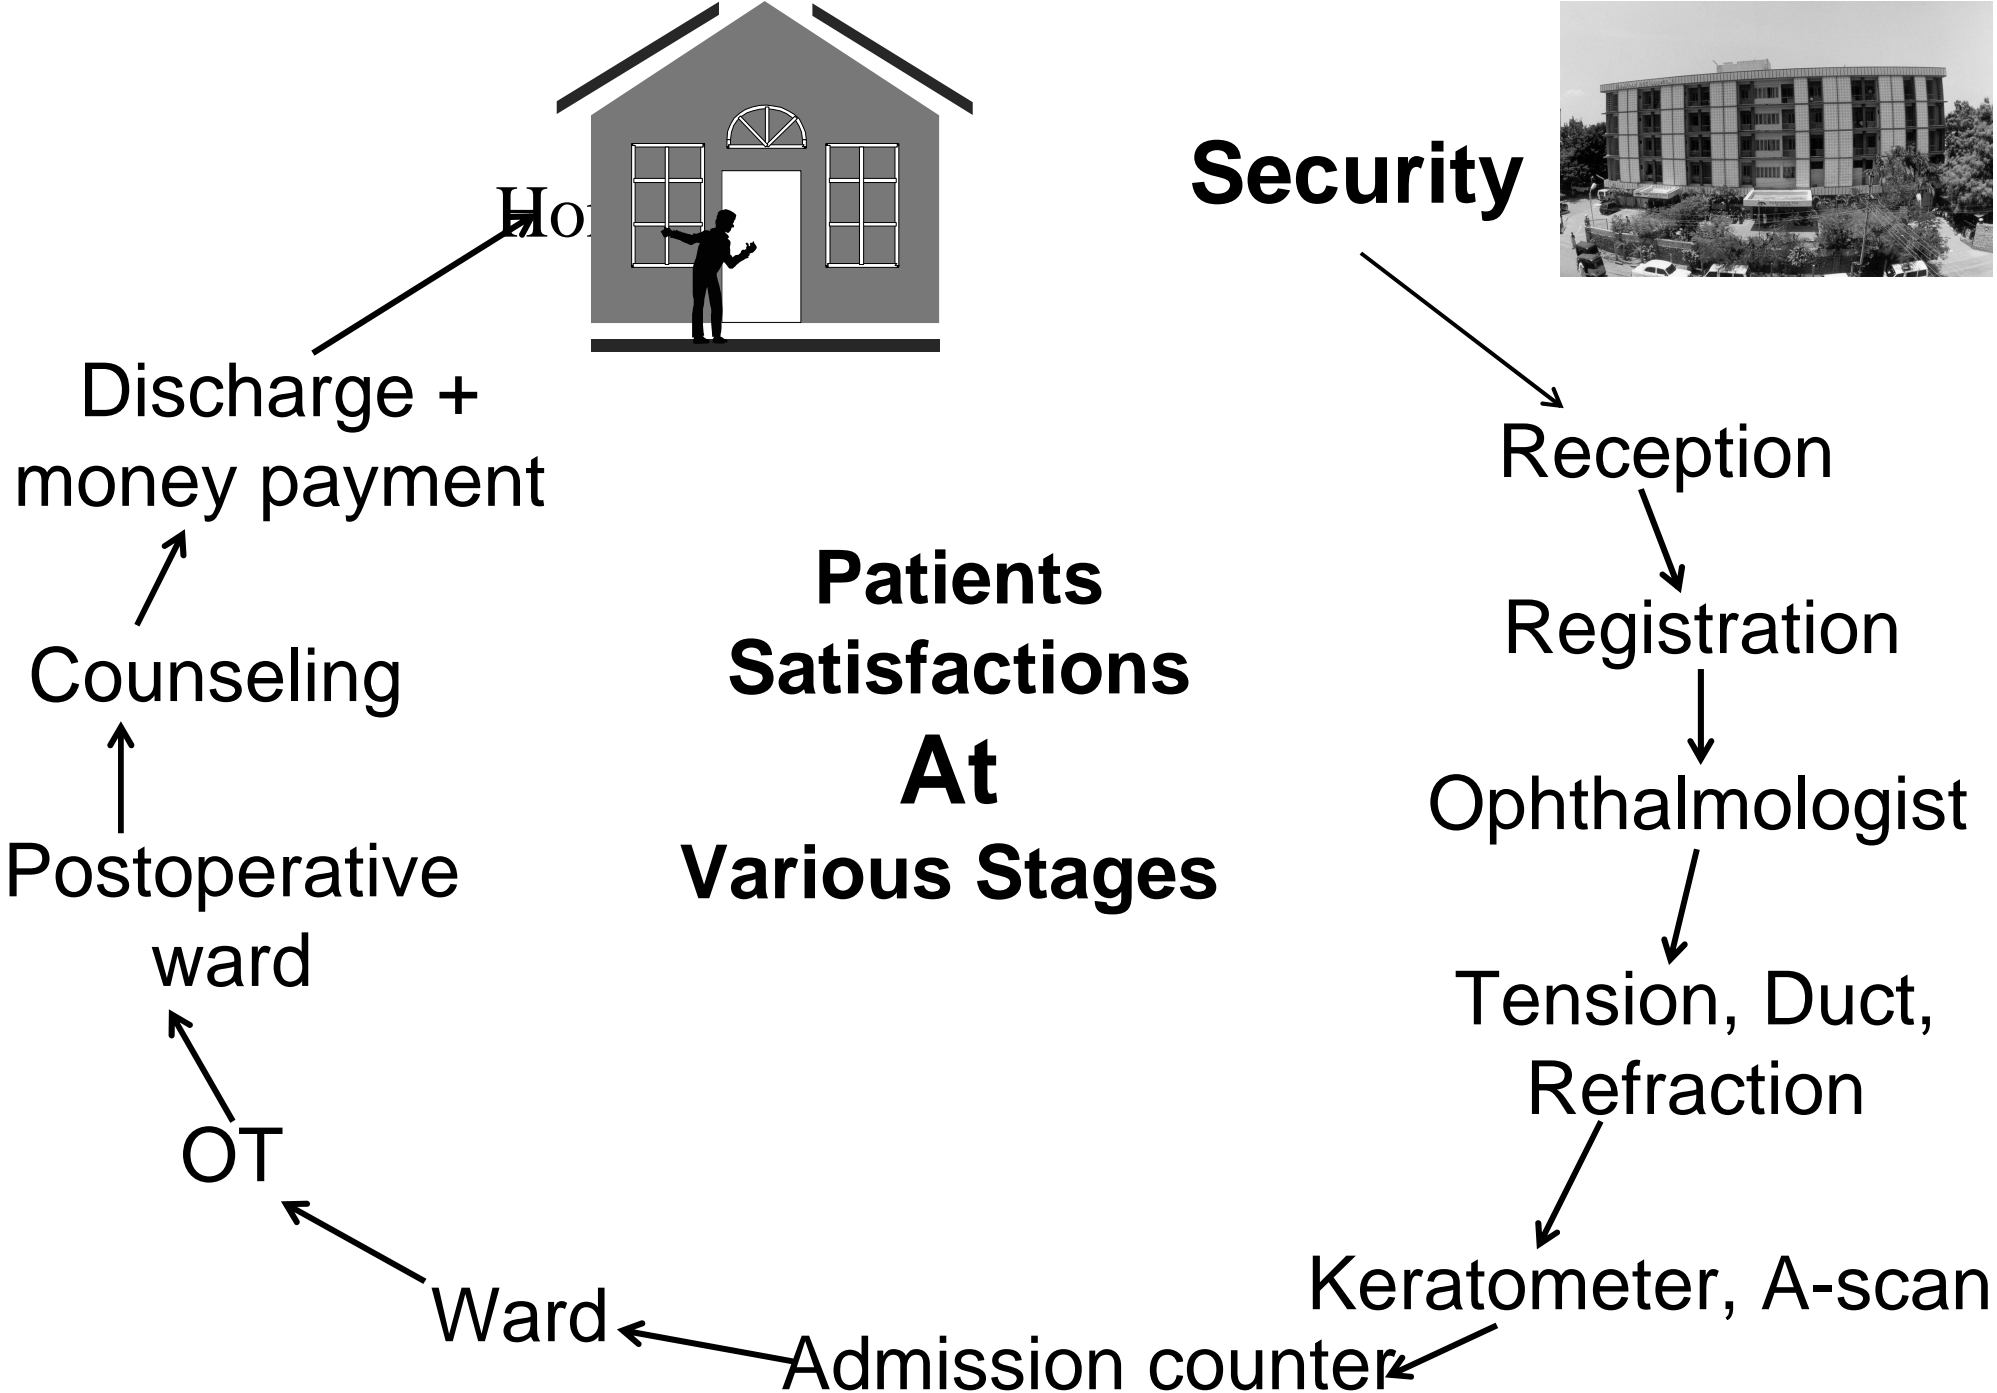 Security
Reception
Registration
Ophthalmologist
Tension, Duct,
Refraction
Keratometer, A-scan
Admission counter
Ward
OT
Postoperative
ward
Counseling
Discharge +
money payment
Patients
Satisfactions
At
Various Stages